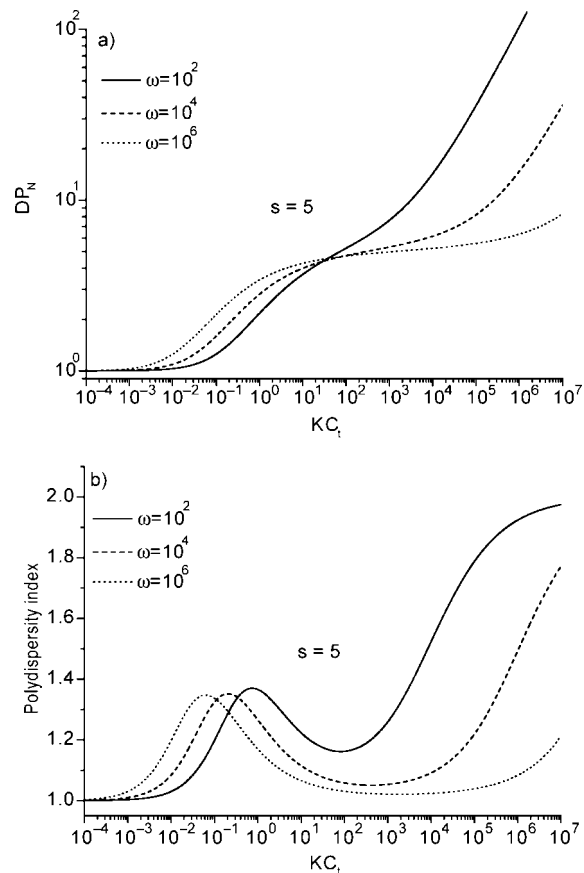 a)
ω=10²
ω=10⁴
ω=10⁶
s = 5
DP_N
10² 10¹ 10⁰
10⁻⁴ 10⁻³ 10⁻² 10⁻¹ 10⁰ 10¹ 10² 10³ 10⁴ 10⁵ 10⁶ 10⁷
KC_t
b)
ω=10²
ω=10⁴
ω=10⁶
s = 5
Polydispersity index
2.0 1.8 1.6 1.4 1.2 1.0
10⁻⁴ 10⁻³ 10⁻² 10⁻¹ 10⁰ 10¹ 10² 10³ 10⁴ 10⁵ 10⁶ 10⁷
KC_t